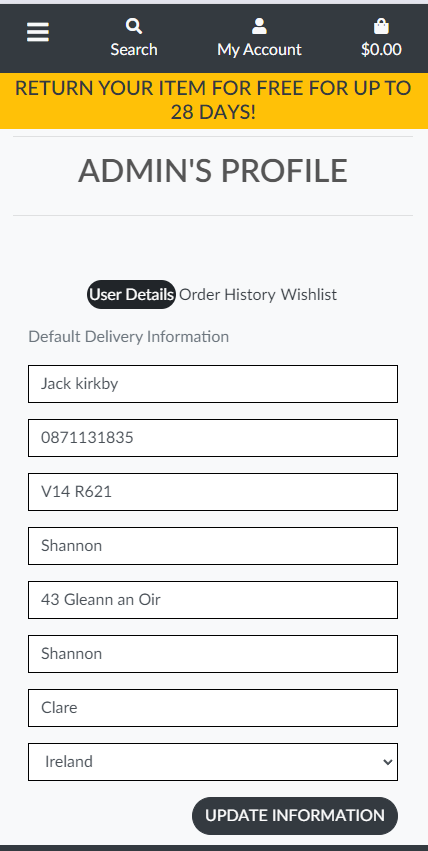 Search My Account $0.00
RETURN YOUR ITEM FOR FREE FOR UP TO
28 DAYS!
ADMIN'S PROFILE
User Details Order History Wishlist
Default Delivery Information
Jack kirkby
0871131835
V14 R621
Shannon
43 Gleann an Oir
Shannon
Clare
Ireland
UPDATE INFORMATION